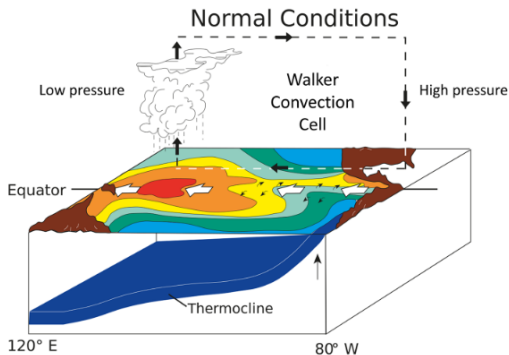 Normal Conditions
Low pressure
Walker
Convection
Cell
High pressure
Equator
Thermocline
120° E
80° W